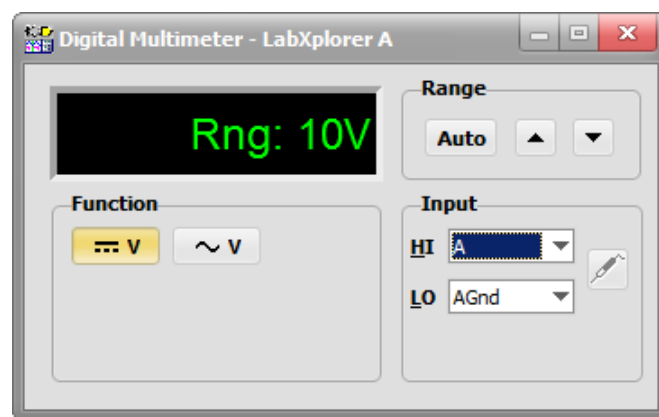 Digital Multimeter - LabXplorer A
Rng: 10V
Range
Auto
Function
V
V
Input
HI A
LO AGnd